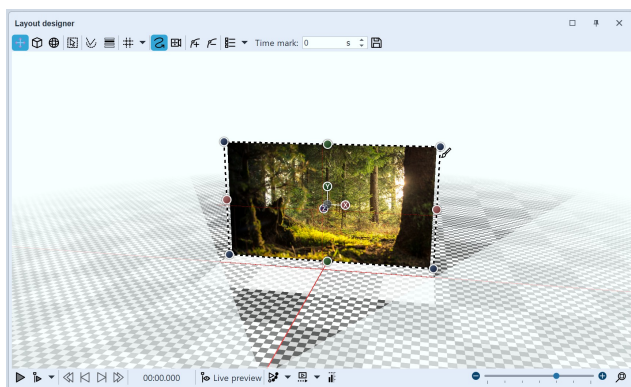 Layout designer
Time mark: 0 s
Y
X
Z
00:00.000 Live preview